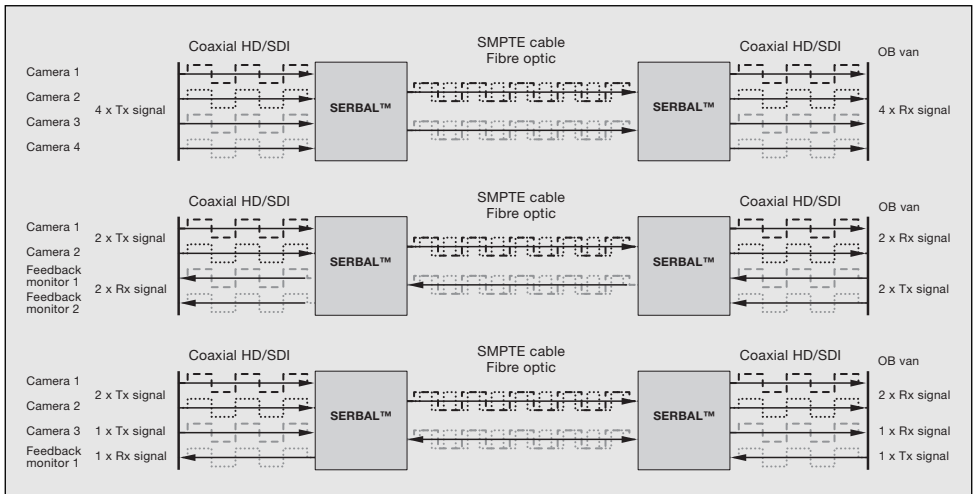 Coaxial HD/SDI
SMPTE cable
Fibre optic
Coaxial HD/SDI
OB van
Camera 1
Camera 2
4 x Tx signal
Camera 3
Camera 4
SERBAL™
SERBAL™
4 x Rx signal
Coaxial HD/SDI
SMPTE cable
Fibre optic
Coaxial HD/SDI
OB van
Camera 1
2 x Tx signal
Camera 2
Feedback
monitor 1
2 x Rx signal
Feedback
monitor 2
SERBAL™
SERBAL™
2 x Rx signal
2 x Tx signal
Coaxial HD/SDI
SMPTE cable
Fibre optic
Coaxial HD/SDI
OB van
Camera 1
2 x Tx signal
Camera 2
Camera 3
1 x Tx signal
Feedback
monitor 1
1 x Rx signal
SERBAL™
SERBAL™
2 x Rx signal
1 x Rx signal
1 x Tx signal